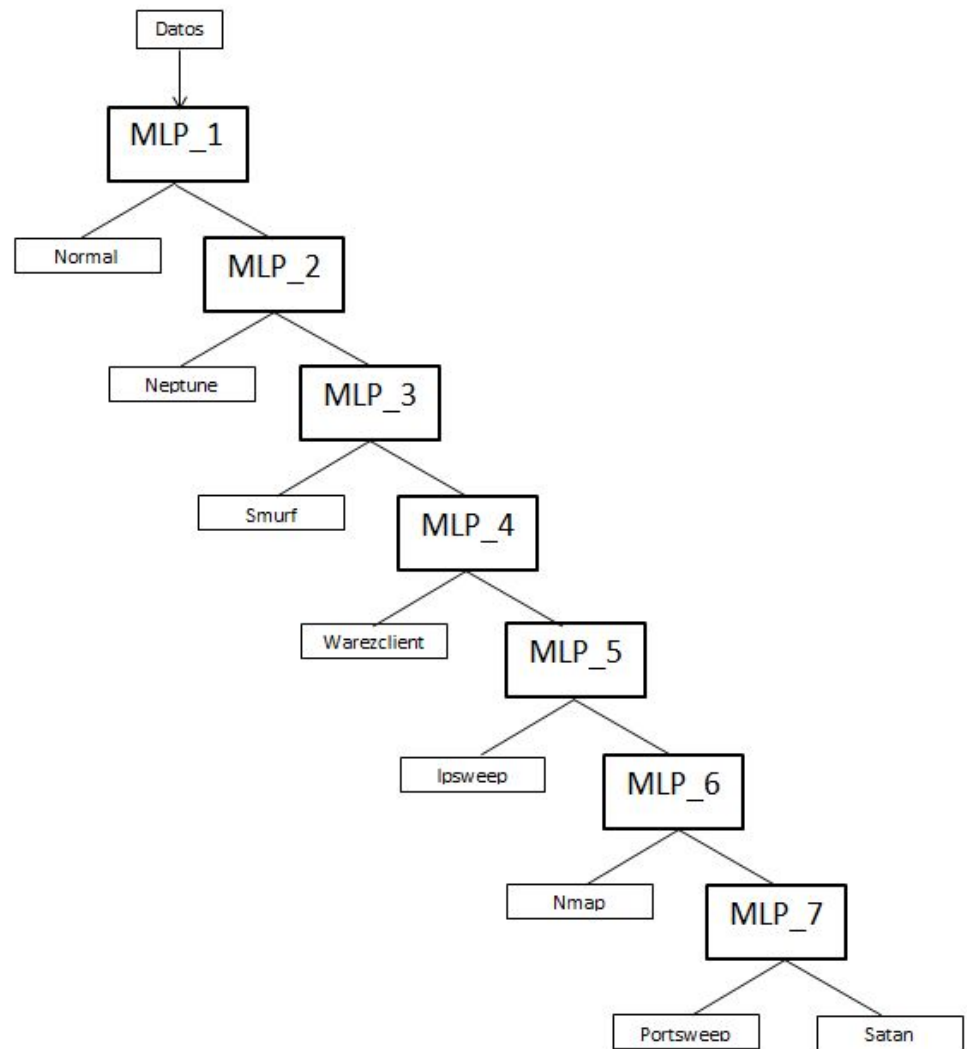 Datos
MLP_1
Normal
MLP_2
Neptune
MLP_3
Smurf
MLP_4
Warezclient
MLP_5
Ipsweep
MLP_6
Nmap
MLP_7
Portsweep
Satan